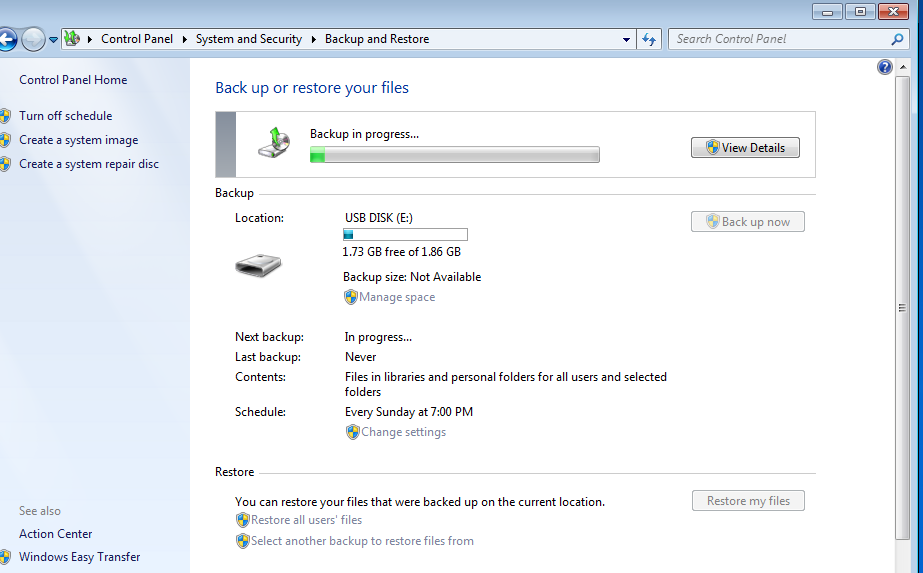 Control Panel
System and Security
Backup and Restore
Search Control Panel
Control Panel Home
Turn off schedule
Create a system image
Create a system repair disc
See also
Action Center
Windows Easy Transfer
Back up or restore your files
Backup in progress...
View Details
Backup
Location:
USB DISK (E:)
Back up now
1.73 GB free of 1.86 GB
Backup size: Not Available
Manage space
Next backup:
In progress...
Last backup:
Never
Contents:
Files in libraries and personal folders for all users and selected
folders
Schedule:
Every Sunday at 7:00 PM
Change settings
Restore
You can restore your files that were backed up on the current location.
Restore my files
Restore all users' files
Select another backup to restore files from